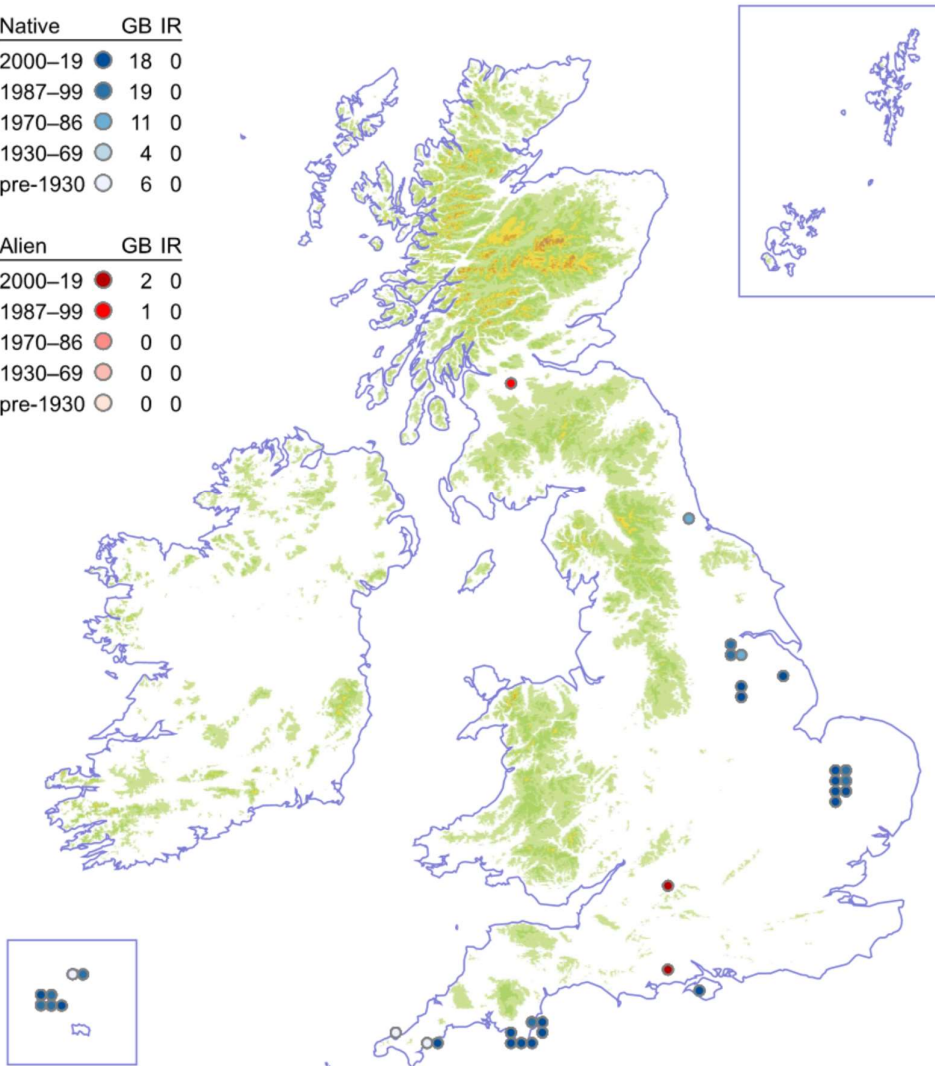 Native GB IR
2000–19 18 0
1987–99 19 0
1970–86 11 0
1930–69 4 0
pre-1930 6 0
Alien GB IR
2000–19 2 0
1987–99 1 0
1970–86 0 0
1930–69 0 0
pre-1930 0 0